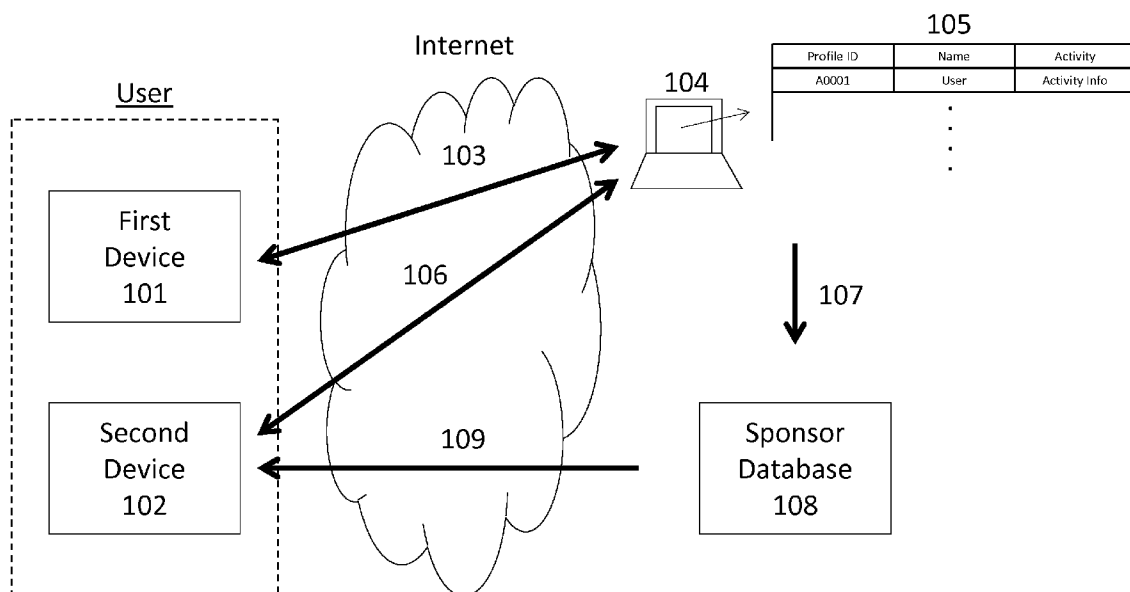 105
Internet
Profile ID Name Activity
A0001 User Activity Info
104
User
103
First
Device
101
106
107
Second
Device
102
109
Sponsor
Database
108